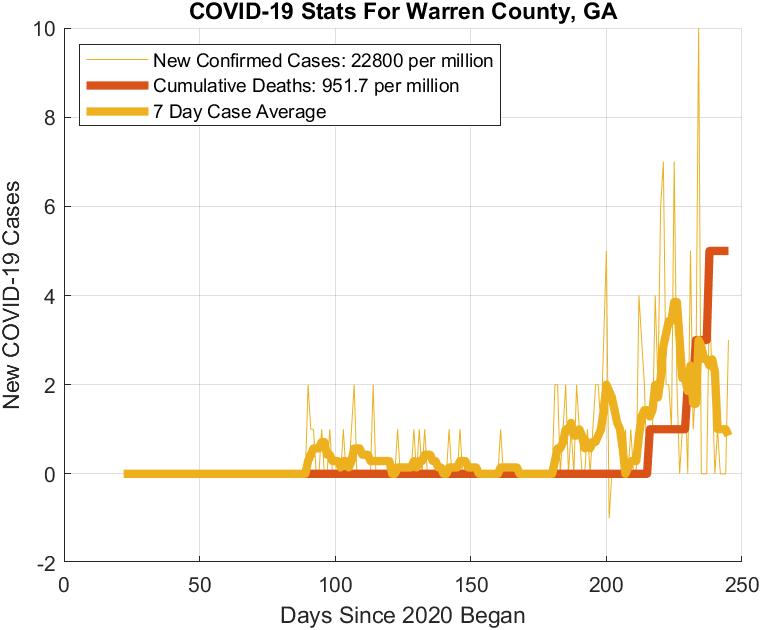 COVID-19 Stats For Warren County, GA
New Confirmed Cases: 22800 per million
Cumulative Deaths: 951.7 per million
7 Day Case Average
New COVID-19 Cases
10
8
6
4
2
0
-2
0 50 100 150 200 250
Days Since 2020 Began